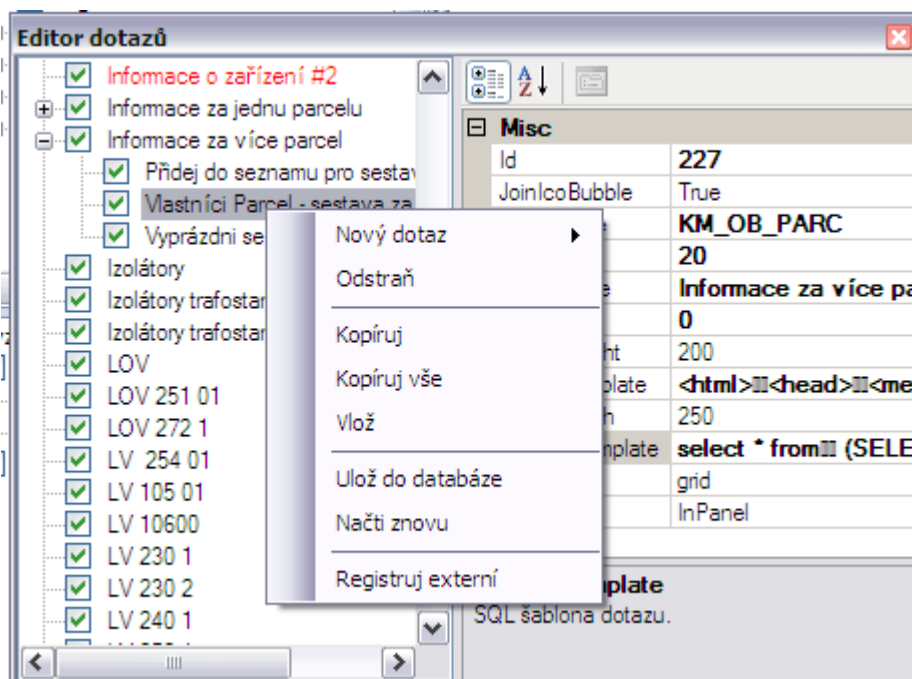 Editor dotazů
Informace o zařízení #2
Informace za jednu parcelu
Informace za více parcel
Přidej do seznamu pro sestav
Vlastníci Parcel - sestava za
Vyprázdni se
Izolátory
Izolátory trafostan
Izolátory trafostan
LOV
LOV 251 01
LOV 272 1
LV 254 01
LV 105 01
LV 10600
LV 230 1
LV 230 2
LV 240 1
Nový dotaz
Odstraň
Kopíruj
Kopíruj vše
Vlož
Ulož do databáze
Načti znovu
Registruj externí
A
Z
Misc
Id 227
JoinIcoBubble True
KM_OB_PARC
20
Informace za více pa
0
ht 200
plate <html><head><me
h 250
mplate select * from (SELE
grid
InPanel
plate
SQL šablona dotazu.